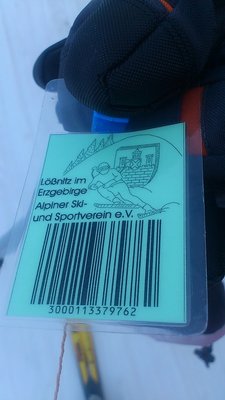 Lößnitz im
Erzgebirge
Alpiner Ski-
und Sportverein e.V.
3000113379762